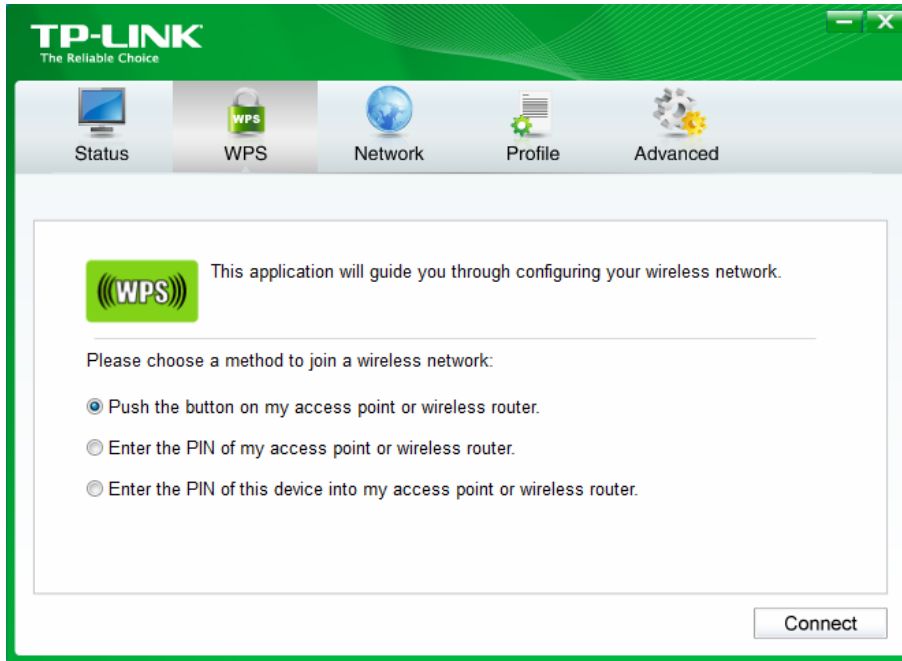 TP-LINK
The Reliable Choice
Status
WPS
WPS
Network
Profile
Advanced
(((WPS)))
This application will guide you through configuring your wireless network.
Please choose a method to join a wireless network:
Push the button on my access point or wireless router.
Enter the PIN of my access point or wireless router.
Enter the PIN of this device into my access point or wireless router.
Connect